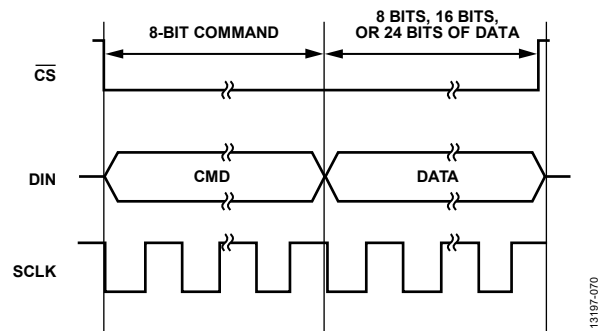 8-BIT COMMAND
8 BITS, 16 BITS,
OR 24 BITS OF DATA
CS
DIN
CMD
DATA
SCLK
13197-070